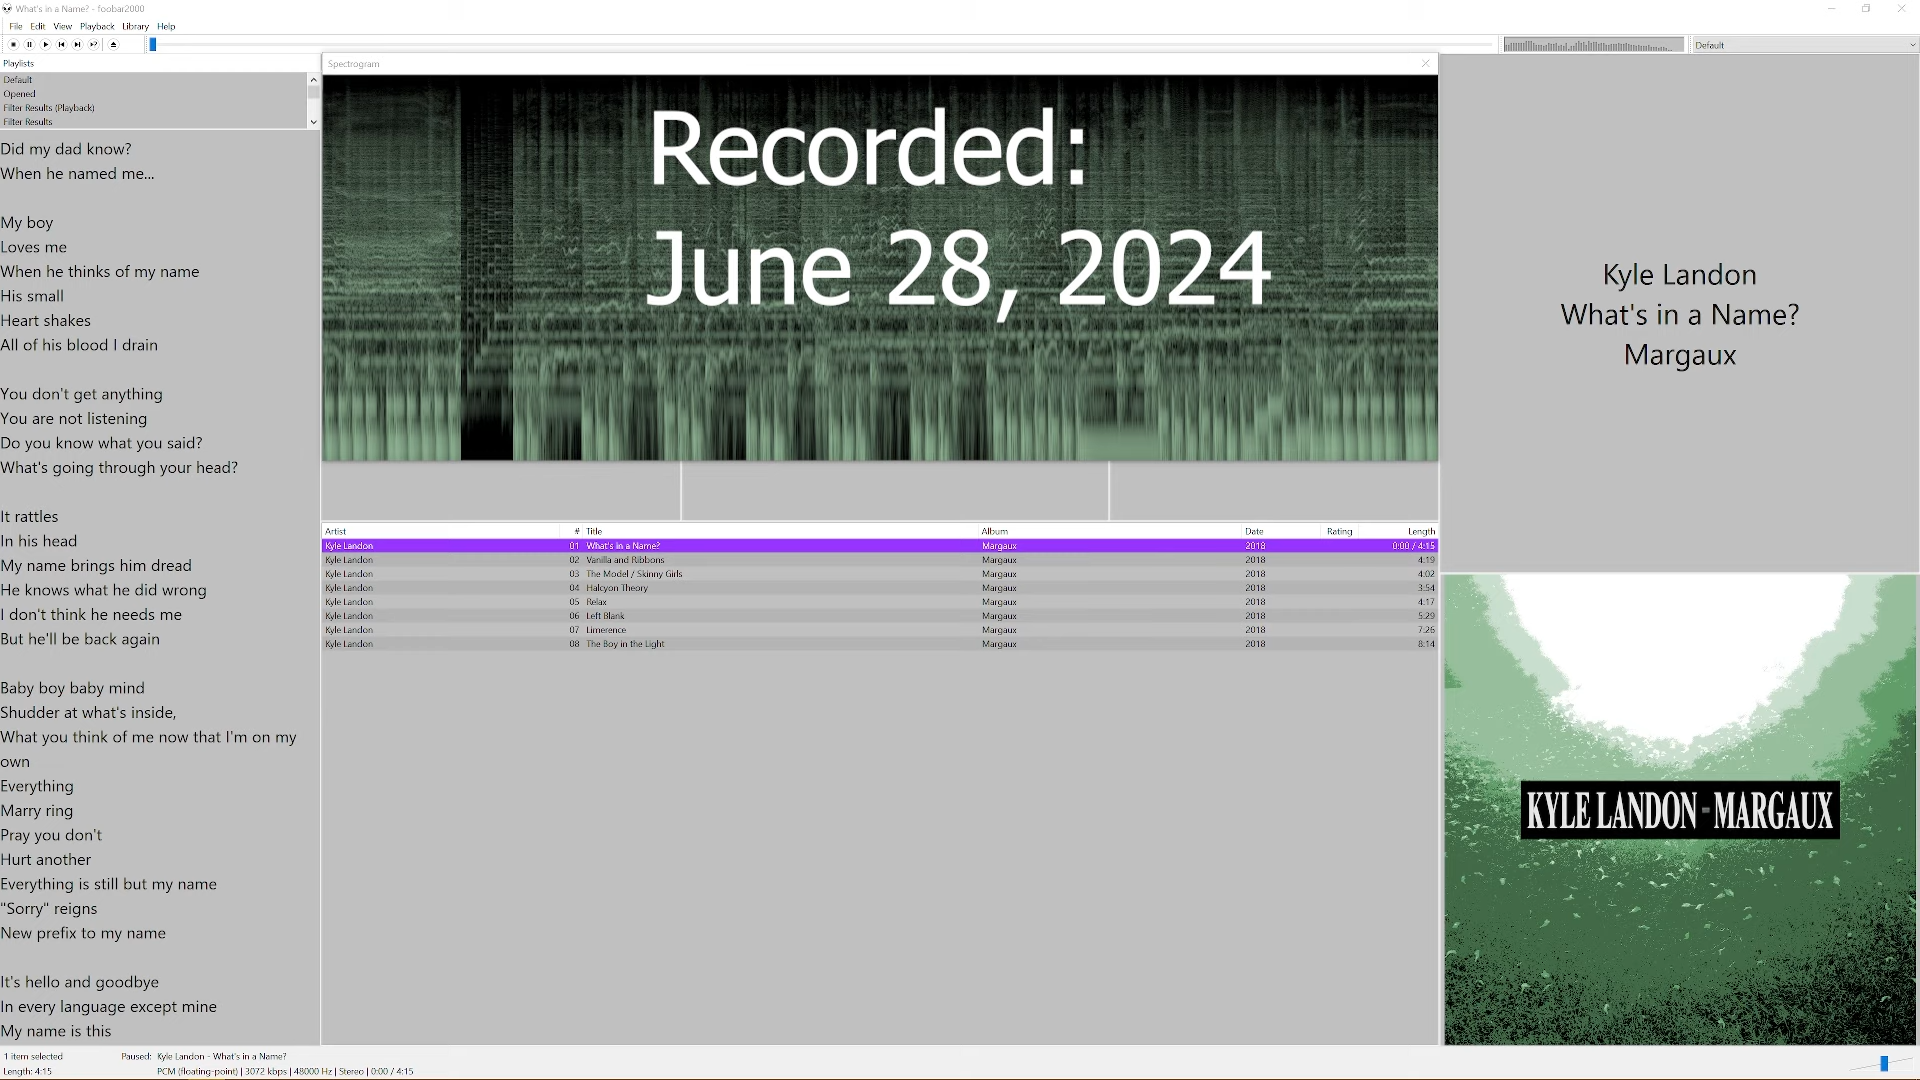 What's in a Name? - foobar2000
File Edit View Playback Library Help
Default
Playlists
Default
Opened
Filter Results (Playback)
Filter Results
Did my dad know?
When he named me...
My boy
Loves me
When he thinks of my name
His small
Heart shakes
All of his blood I drain
You don't get anything
You are not listening
Do you know what you said?
What's going through your head?
It rattles
In his head
My name brings him dread
He knows what he did wrong
I don't think he needs me
But he'll be back again
Baby boy baby mind
Shudder at what's inside,
What you think of me now that I'm on my
own
Everything
Marry ring
Pray you don't
Hurt another
Everything is still but my name
"Sorry" reigns
New prefix to my name
It's hello and goodbye
In every language except mine
My name is this
Spectrogram
Recorded:
June 28, 2024
Artist # Title Album Date Rating Length
Kyle Landon 01 What's in a Name? Margaux 2018 0:00 / 4:15
Kyle Landon 02 Vanilla and Ribbons Margaux 2018 4:19
Kyle Landon 03 The Model / Skinny Girls Margaux 2018 4:02
Kyle Landon 04 Halcyon Theory Margaux 2018 3:54
Kyle Landon 05 Relax Margaux 2018 4:17
Kyle Landon 06 Left Blank Margaux 2018 5:29
Kyle Landon 07 Limerence Margaux 2018 7:26
Kyle Landon 08 The Boy in the Light Margaux 2018 8:14
Kyle Landon
What's in a Name?
Margaux
KYLE LANDON - MARGAUX
1 item selected Paused: Kyle Landon - What's in a Name?
Length: 4:15 PCM (floating-point) | 3072 kbps | 48000 Hz | Stereo | 0:00 / 4:15